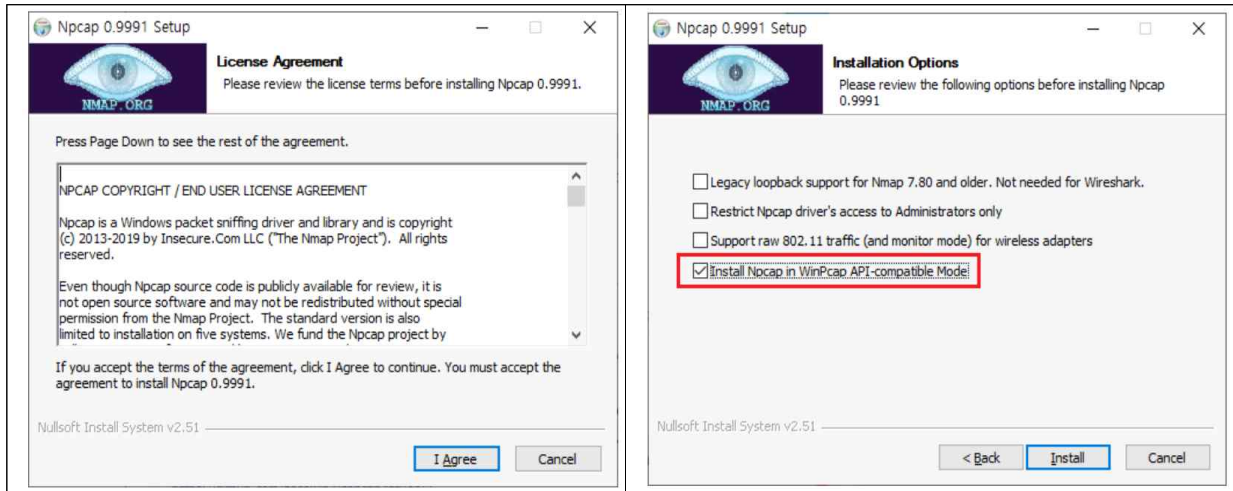 Npcap 0.9991 Setup
License Agreement
Please review the license terms before installing Npcap 0.9991.
NMAP.ORG
Press Page Down to see the rest of the agreement.
NPCAP COPYRIGHT / END USER LICENSE AGREEMENT
Npcap is a Windows packet sniffing driver and library and is copyright
(c) 2013-2019 by Insecure.Com LLC ("The Nmap Project"). All rights
reserved.
Even though Npcap source code is publicly available for review, it is
not open source software and may not be redistributed without special
permission from the Nmap Project. The standard version is also
limited to installation on five systems. We fund the Npcap project by
If you accept the terms of the agreement, click I Agree to continue. You must accept the
agreement to install Npcap 0.9991.
Nullsoft Install System v2.51
I Agree
Cancel
Npcap 0.9991 Setup
Installation Options
Please review the following options before installing Npcap
0.9991
NMAP.ORG
Legacy loopback support for Nmap 7.80 and older. Not needed for Wireshark.
Restrict Npcap driver's access to Administrators only
Support raw 802.11 traffic (and monitor mode) for wireless adapters
Install Npcap in WinPcap API-compatible Mode
Nullsoft Install System v2.51
< Back
Install
Cancel